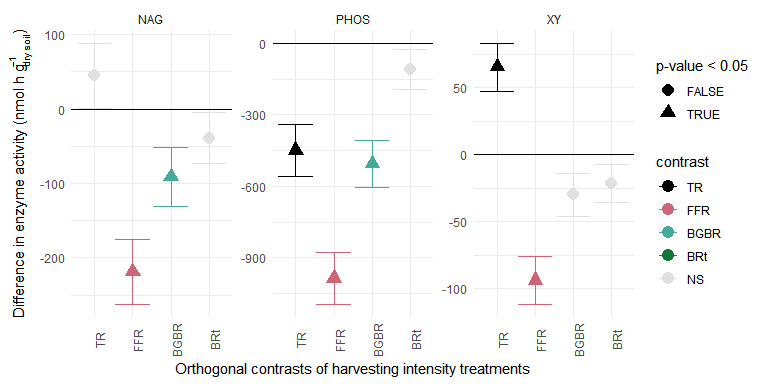 NAG PHOS XY
Difference in enzyme activity (nmol h g⁻¹ dry soil)
100
0
-100
-200
0
-300
-600
-900
50
0
-50
-100
TR FFR BGBR BRt
TR FFR BGBR BRt
TR FFR BGBR BRt
Orthogonal contrasts of harvesting intensity treatments
p-value < 0.05
FALSE
TRUE
contrast
TR
FFR
BGBR
BRt
NS